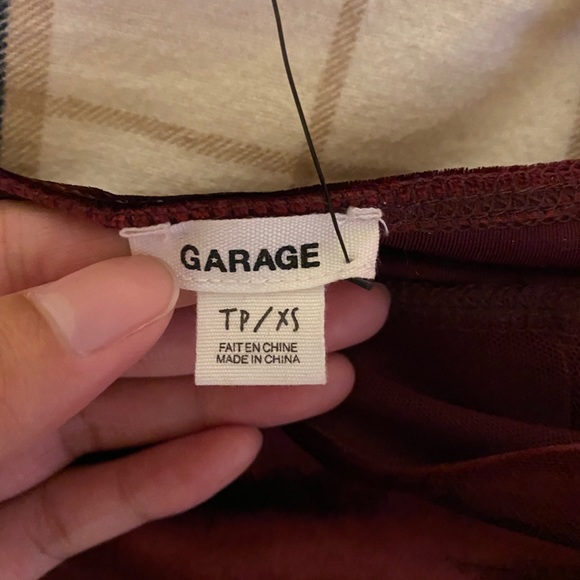 GARAGE
TP/XS
FAIT EN CHINE
MADE IN CHINA